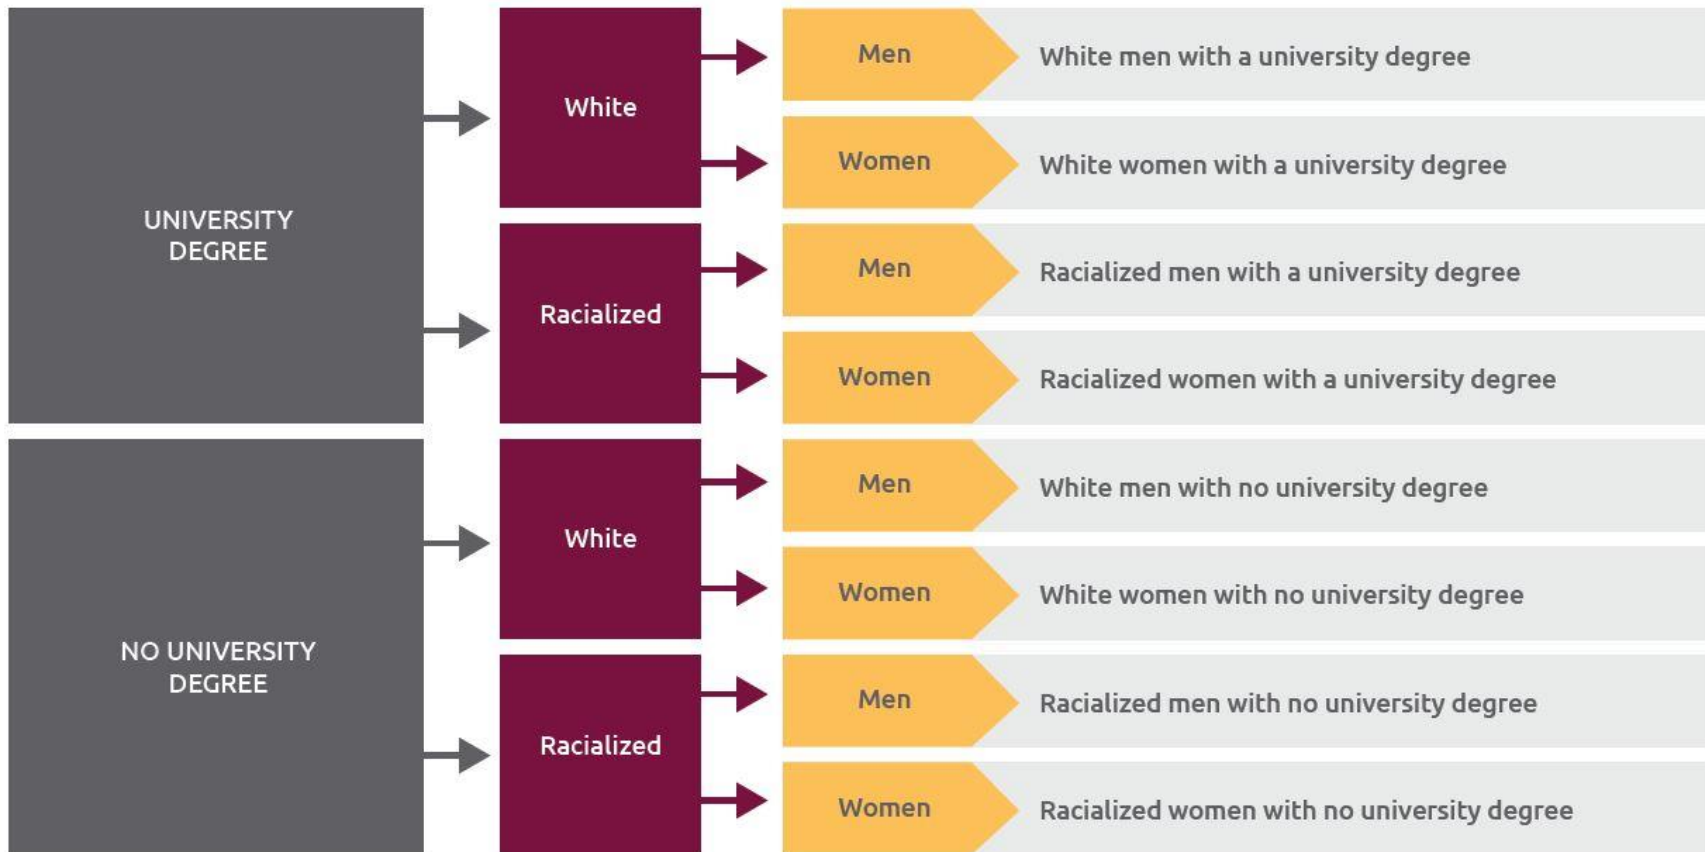 UNIVERSITY
DEGREE
White
Men
White men with a university degree
Women
White women with a university degree
Racialized
Men
Racialized men with a university degree
Women
Racialized women with a university degree
NO UNIVERSITY
DEGREE
White
Men
White men with no university degree
Women
White women with no university degree
Racialized
Men
Racialized men with no university degree
Women
Racialized women with no university degree